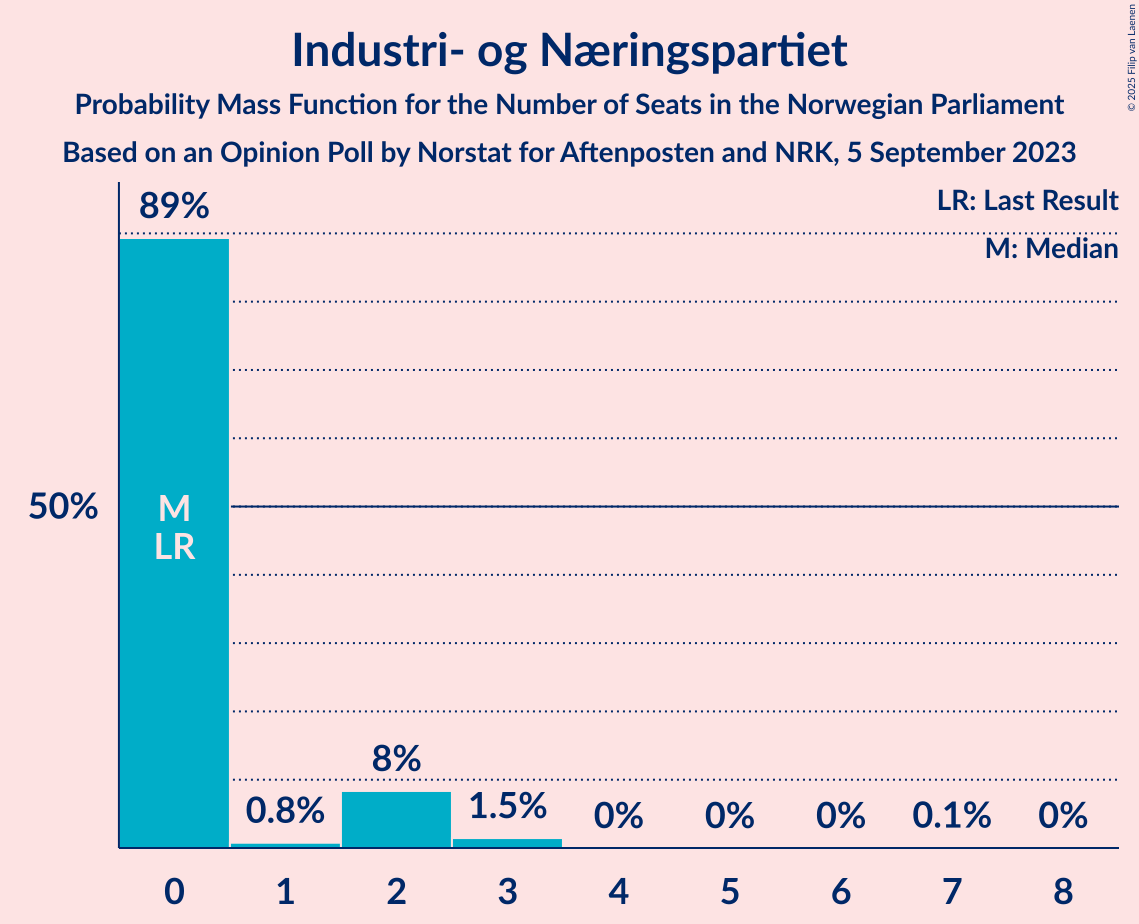 © 2025 Filip van Laenen
Industri- og Næringspartiet
Probability Mass Function for the Number of Seats in the Norwegian Parliament
Based on an Opinion Poll by Norstat for Aftenposten and NRK, 5 September 2023
LR: Last Result
M: Median
89%
50%
M
LR
0.8%
8%
1.5%
0%
0%
0%
0.1%
0%
0 1 2 3 4 5 6 7 8